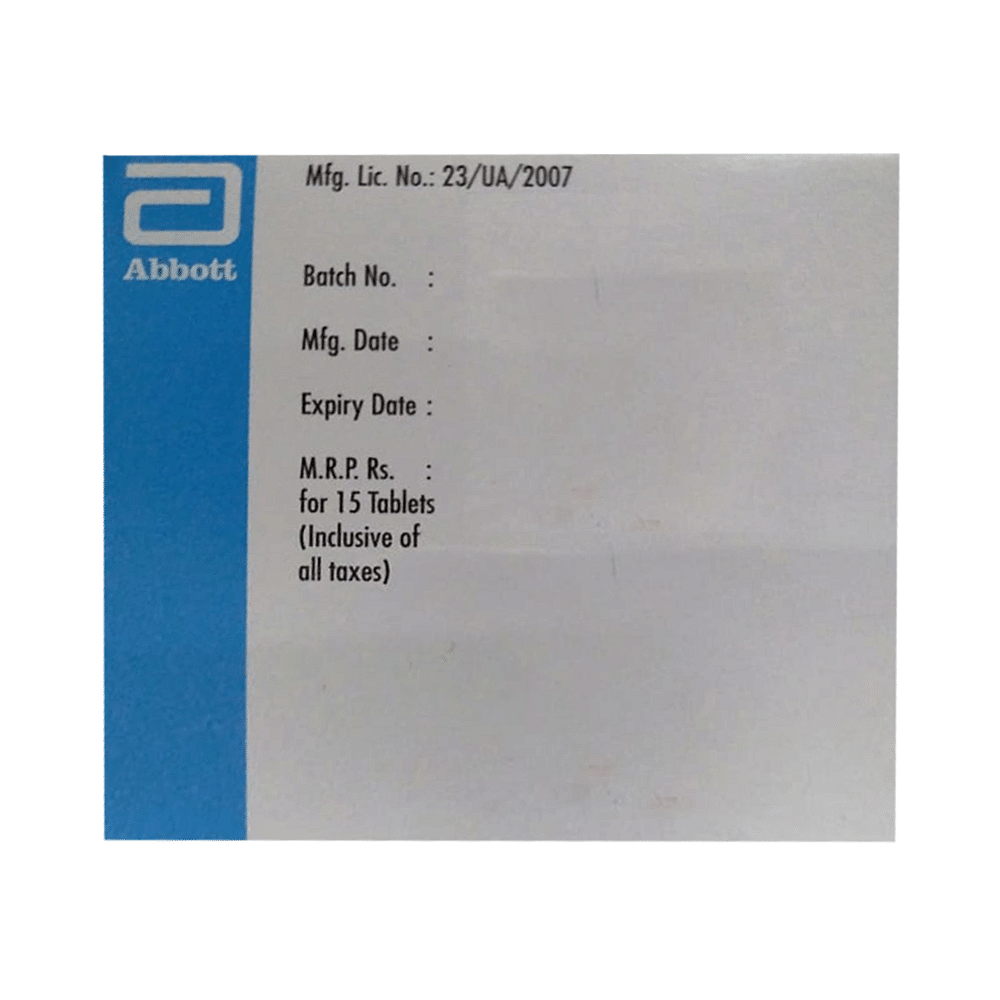 Abbott
Mfg. Lic. No.: 23/UA/2007
Batch No. :
Mfg. Date :
Expiry Date :
M.R.P. Rs. :
for 15 Tablets
(Inclusive of
all taxes)